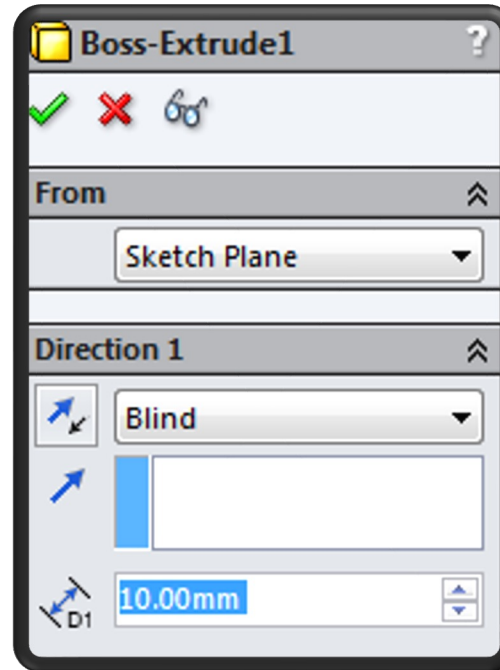 Boss-Extrude1 ?
From
Sketch Plane
Direction 1
Blind
D1 10.00mm